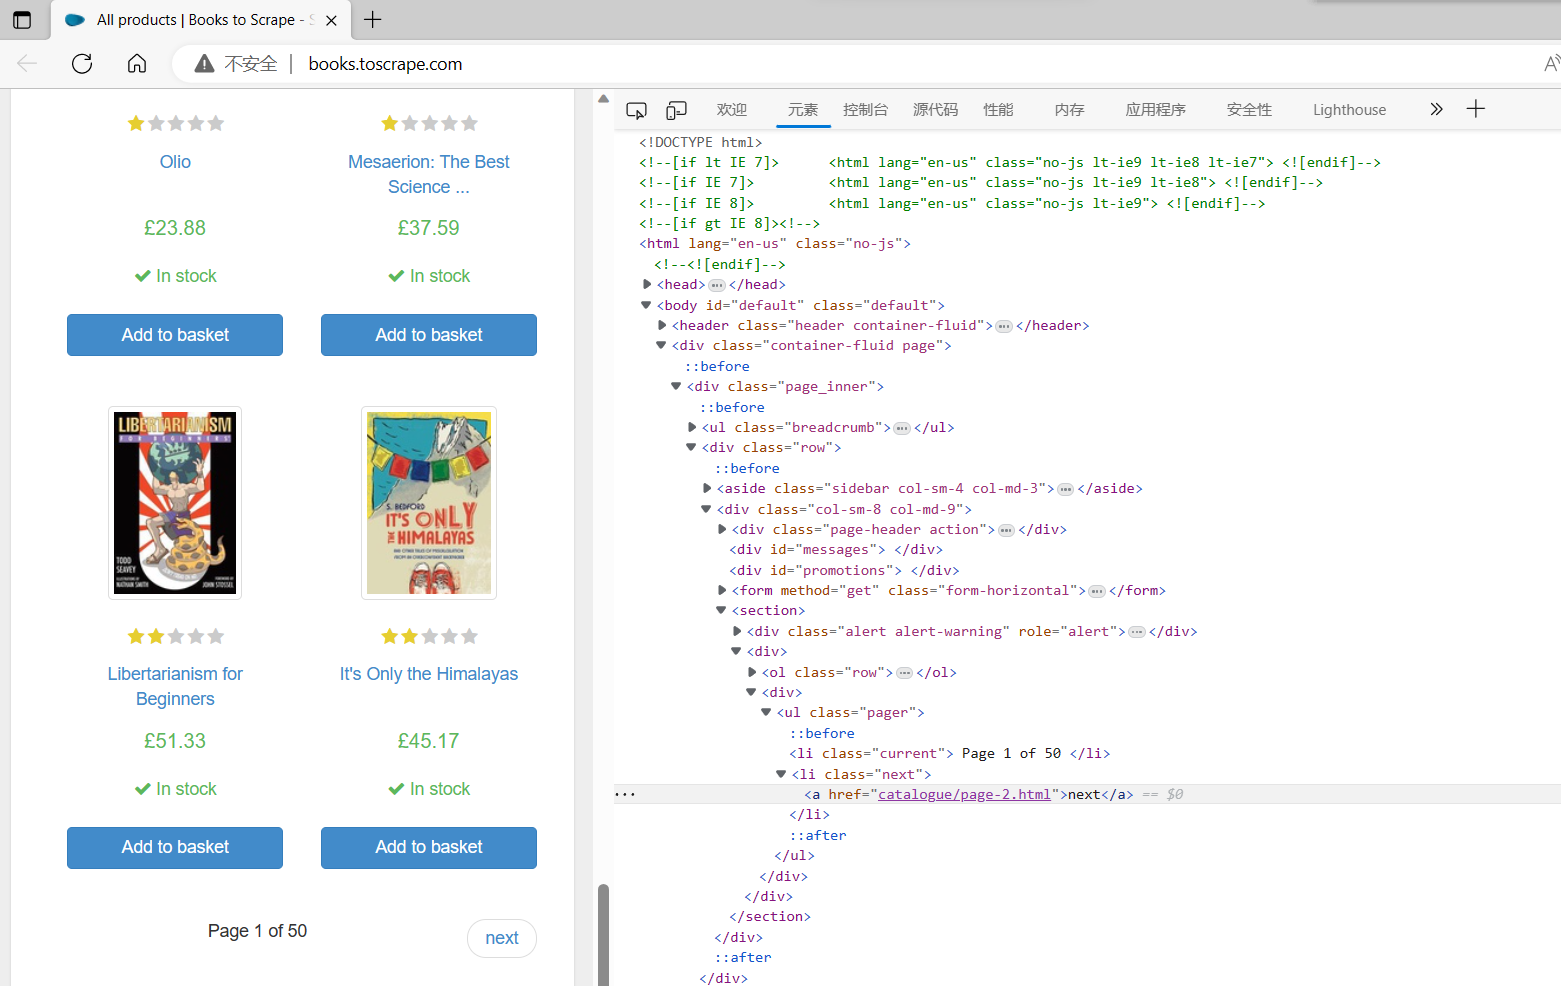 All products | Books to Scrape - S
不安全
books.toscrape.com
Olio
£23.88
In stock
Add to basket
Mesaerion: The Best
Science ...
£37.59
In stock
Add to basket
LIBERTARIANISM
FOR BEGINNERS
TODD
SEAVEY
S. BEDFORD
IT'S ONLY
THE HIMALAYAS
Libertarianism for
Beginners
£51.33
In stock
Add to basket
It's Only the Himalayas
£45.17
In stock
Add to basket
Page 1 of 50
next
欢迎 元素 控制台 源代码 性能 内存 应用程序 安全性 Lighthouse
<!DOCTYPE html>
<!--[if lt IE 7]> <html lang="en-us" class="no-js lt-ie9 lt-ie8 lt-ie7"> <![endif]-->
<!--[if IE 7]> <html lang="en-us" class="no-js lt-ie9 lt-ie8"> <![endif]-->
<!--[if IE 8]> <html lang="en-us" class="no-js lt-ie9"> <![endif]-->
<!--[if gt IE 8]><!-->
<html lang="en-us" class="no-js">
<!--<![endif]-->
<head>…</head>
<body id="default" class="default">
<header class="header container-fluid">…</header>
<div class="container-fluid page">
::before
<div class="page_inner">
::before
<ul class="breadcrumb">…</ul>
<div class="row">
::before
<aside class="sidebar col-sm-4 col-md-3">…</aside>
<div class="col-sm-8 col-md-9">
<div class="page-header action">…</div>
<div id="messages"> </div>
<div id="promotions"> </div>
<form method="get" class="form-horizontal">…</form>
<section>
<div class="alert alert-warning" role="alert">…</div>
<div>
<ol class="row">…</ol>
<div>
<ul class="pager">
::before
<li class="current"> Page 1 of 50 </li>
<li class="next">
<a href="catalogue/page-2.html">next</a> == $0
</li>
::after
</ul>
</div>
</div>
</section>
</div>
::after
</div>